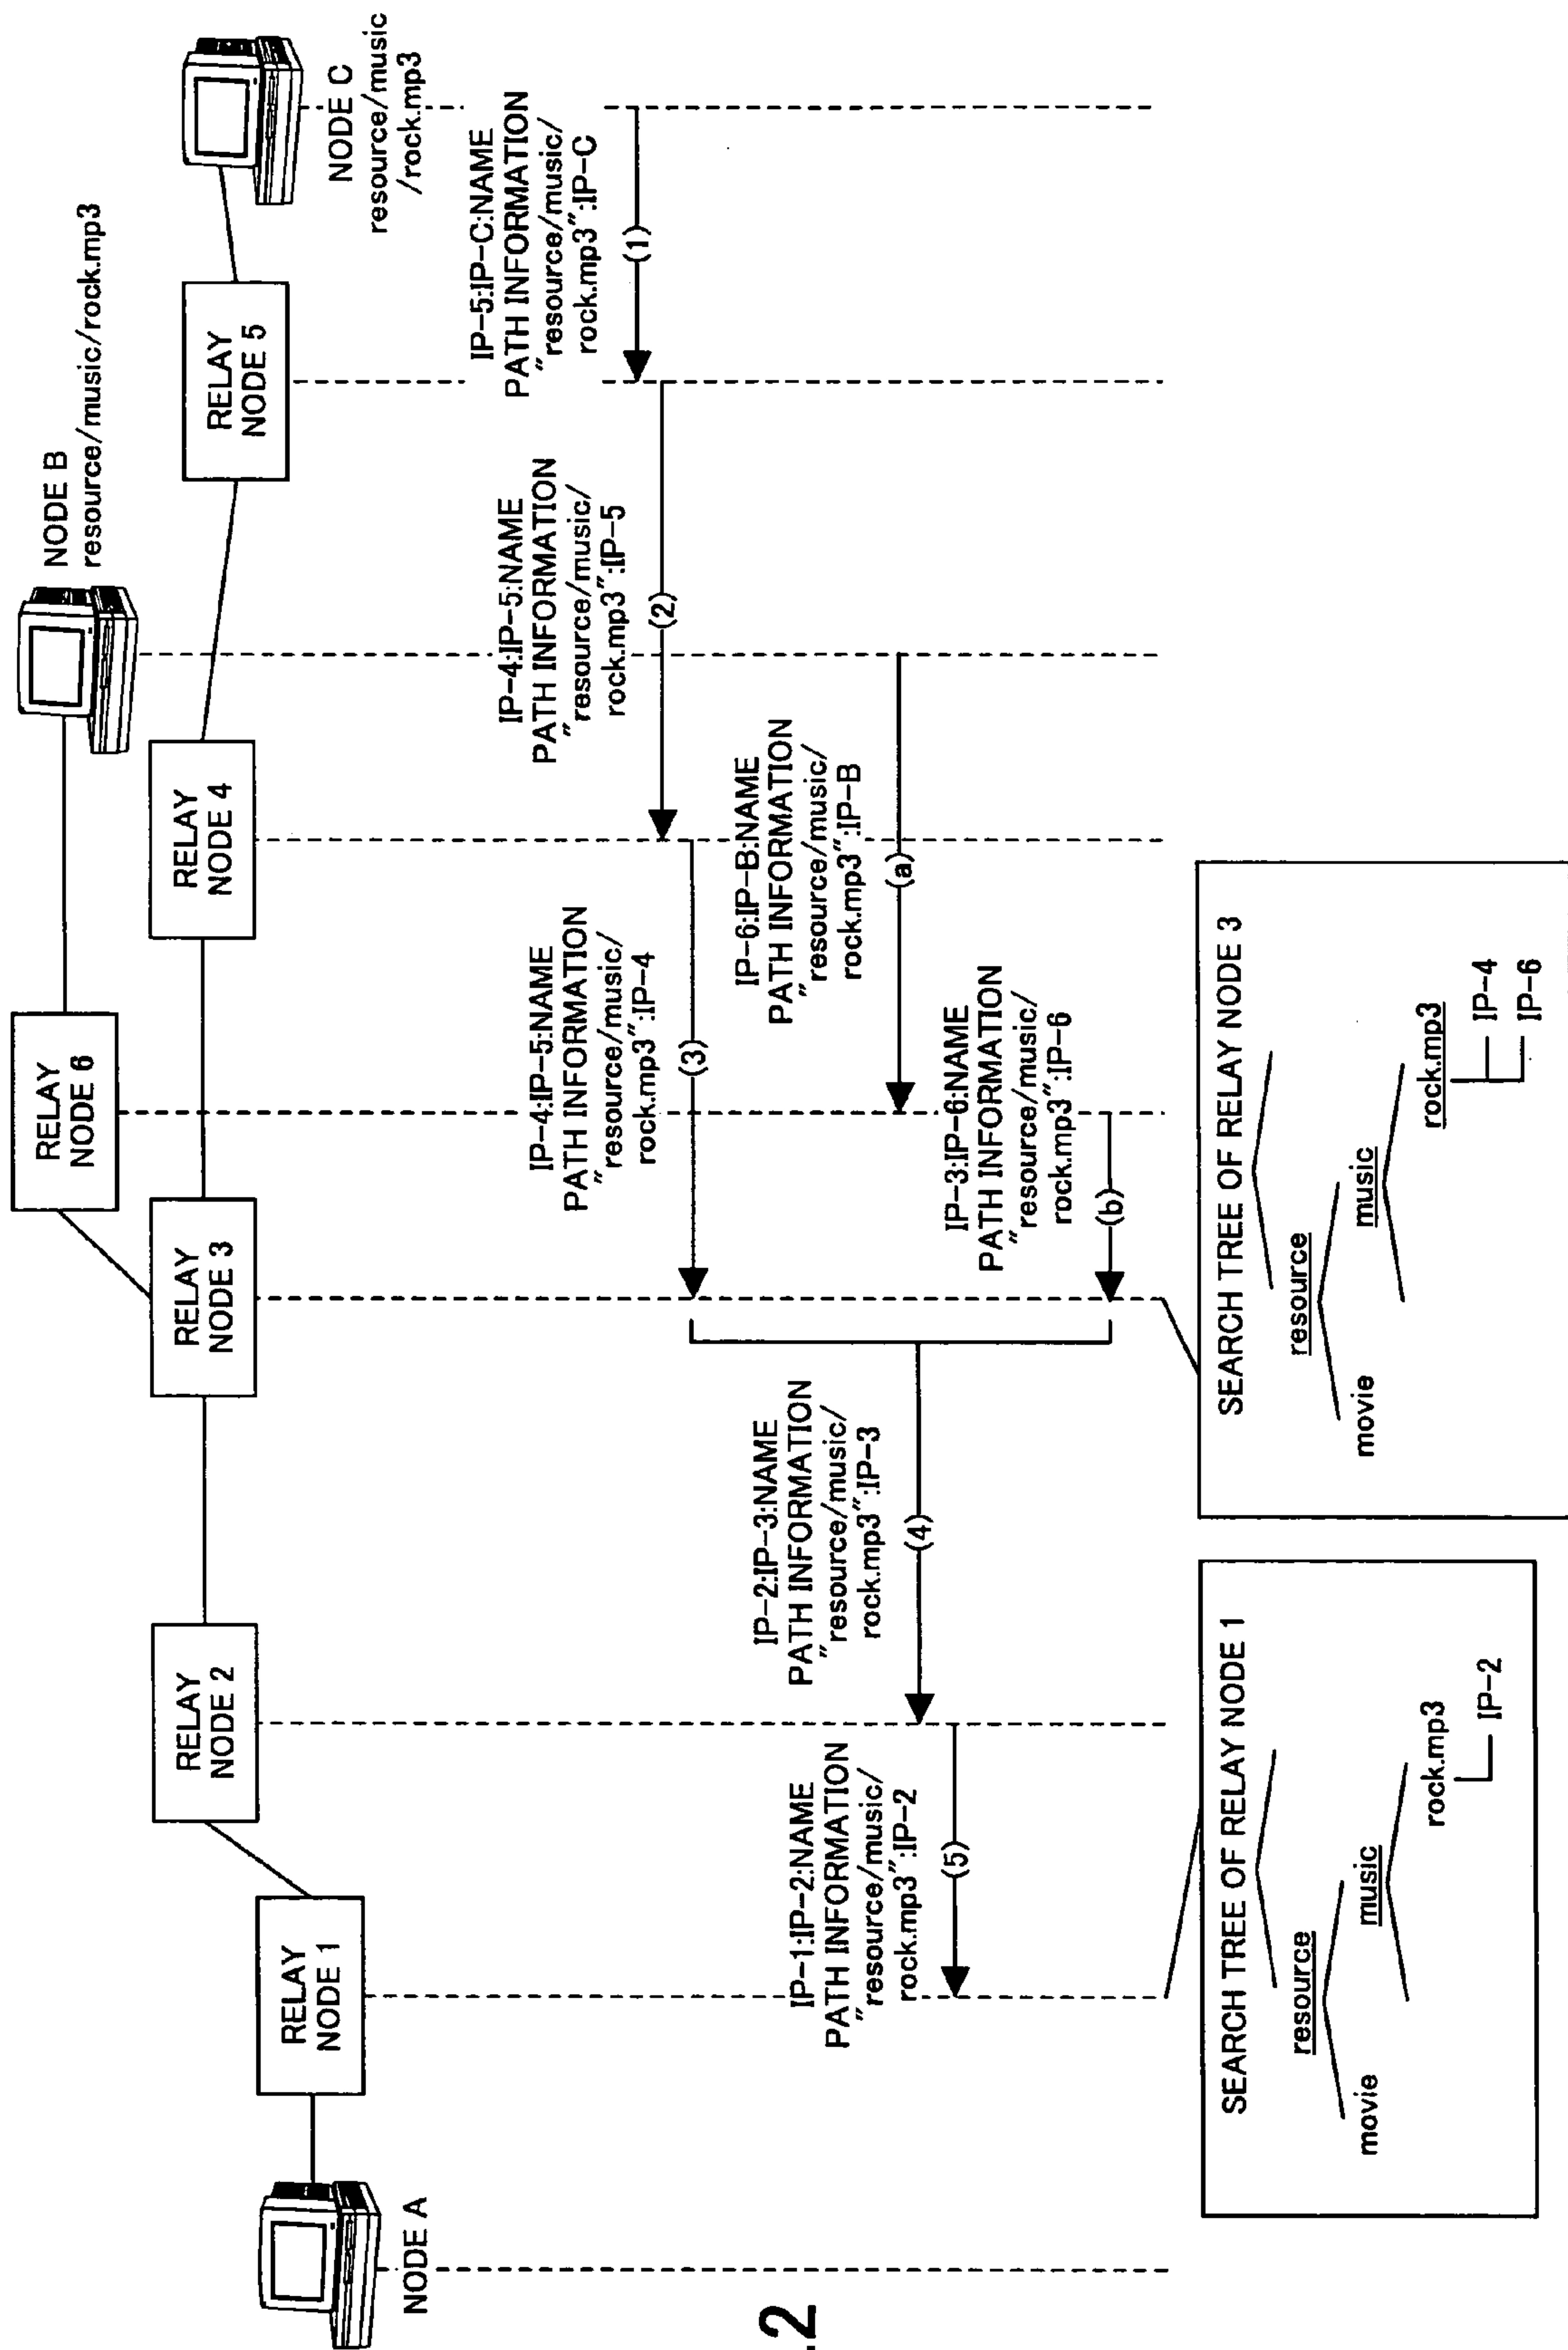 NODE B
resource/music/rock.mp3
RELAY
NODE 6
RELAY
NODE 5
NODE C
resource/music
/rock.mp3
RELAY
NODE 4
RELAY
NODE 3
RELAY
NODE 2
RELAY
NODE 1
NODE A
IP-5:IP-C:NAME
PATH INFORMATION
"resource/music/
rock.mp3":IP-C
(1)
IP-4:IP-5:NAME
PATH INFORMATION
"resource/music/
rock.mp3":IP-5
(2)
IP-4:IP-5:NAME
PATH INFORMATION
"resource/music/
rock.mp3":IP-4
(3)
IP-6:IP-B:NAME
PATH INFORMATION
"resource/music/
rock.mp3":IP-B
(a)
IP-3:IP-6:NAME
PATH INFORMATION
"resource/music/
rock.mp3":IP-6
(b)
IP-2:IP-3:NAME
PATH INFORMATION
"resource/music/
rock.mp3":IP-3
(4)
IP-1:IP-2:NAME
PATH INFORMATION
"resource/music/
rock.mp3":IP-2
(5)
SEARCH TREE OF RELAY NODE 1
resource
movie
music
rock.mp3
IP-2
SEARCH TREE OF RELAY NODE 3
resource
movie
music
rock.mp3
IP-4
IP-6